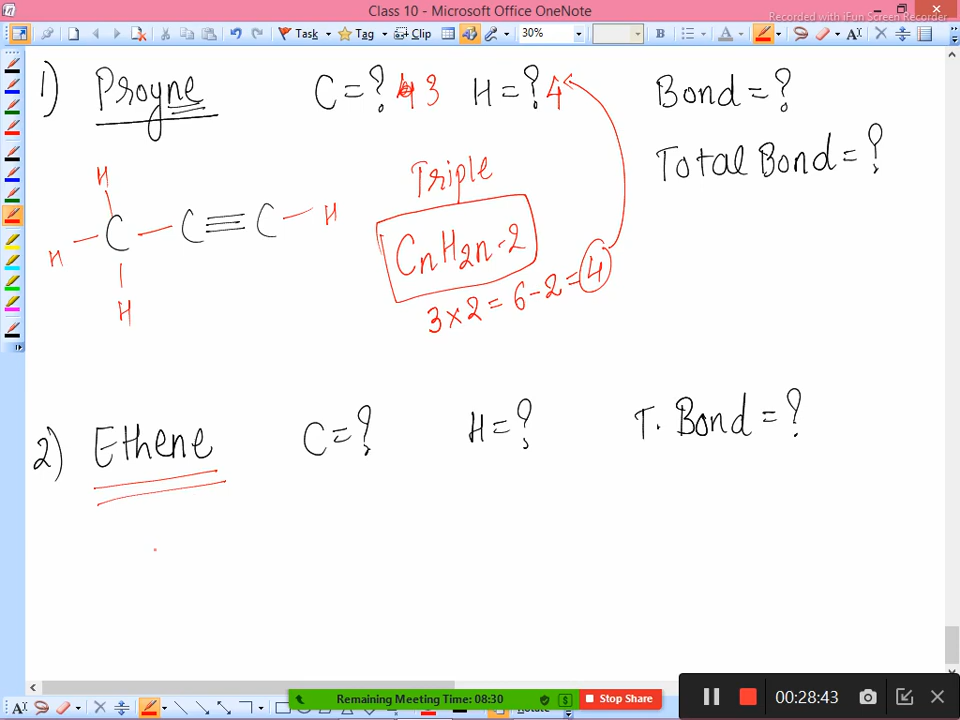 Class 10 - Microsoft Office OneNote
Recorded with iFun Screen Recorder
Task Tag Clip 30% B A A
1) Proyne C = ? 3 H = ? 4 Bond = ?
Total Bond = ?
H
Triple
H C C ≡ C H
CnH2n-2
H
3 × 2 = 6 - 2 = 4
2) Ethene C = ? H = ? T. Bond = ?
Remaining Meeting Time: 08:30 Stop Share
00:28:43